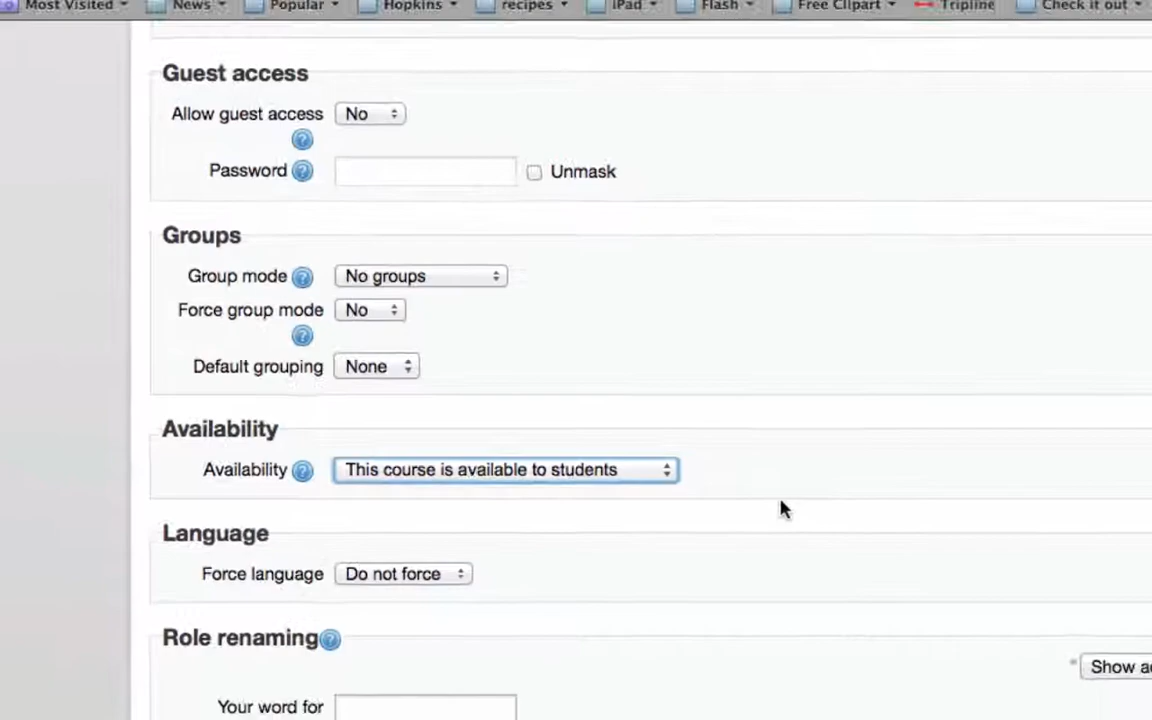 Most Visited News Popular Hopkins recipes iPad Flash Free Clipart Tripline Check it out
Guest access
Allow guest access No
Password Unmask
Groups
Group mode No groups
Force group mode No
Default grouping None
Availability
Availability This course is available to students
Language
Force language Do not force
Role renaming
Show a
Your word for